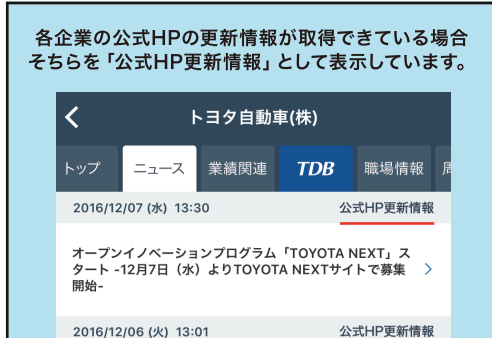 各企業の公式HPの更新情報が取得できている場合
そちらを「公式HP更新情報」として表示しています。
トヨタ自動車(株)
トップ ニュース 業績関連 TDB 職場情報
2016/12/07 (水) 13:30 公式HP更新情報
オープンイノベーションプログラム「TOYOTA NEXT」ス
タート -12月7日（水）よりTOYOTA NEXTサイトで募集
開始-
2016/12/06 (火) 13:01 公式HP更新情報